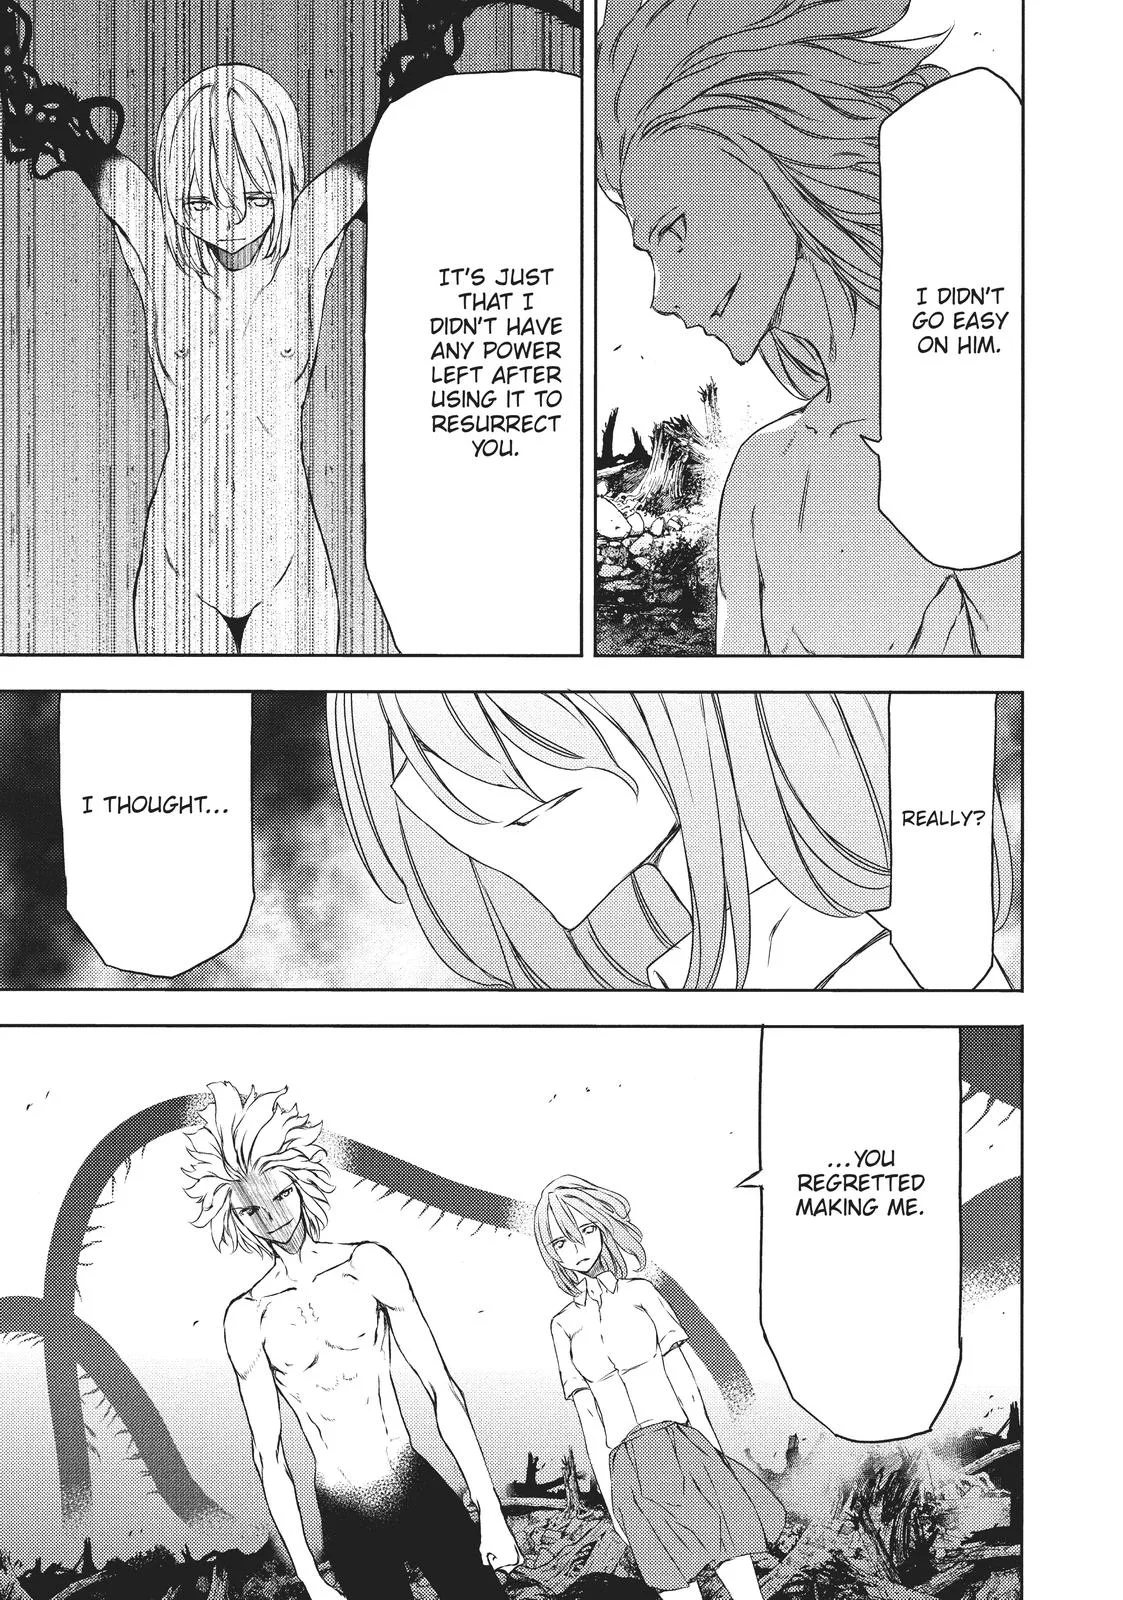 I DIDN'T
GO EASY
ON HIM.
IT'S JUST
THAT I
DIDN'T HAVE
ANY POWER
LEFT AFTER
USING IT TO
RESURRECT
YOU.
REALLY?
I THOUGHT...
...YOU
REGRETTED
MAKING ME.